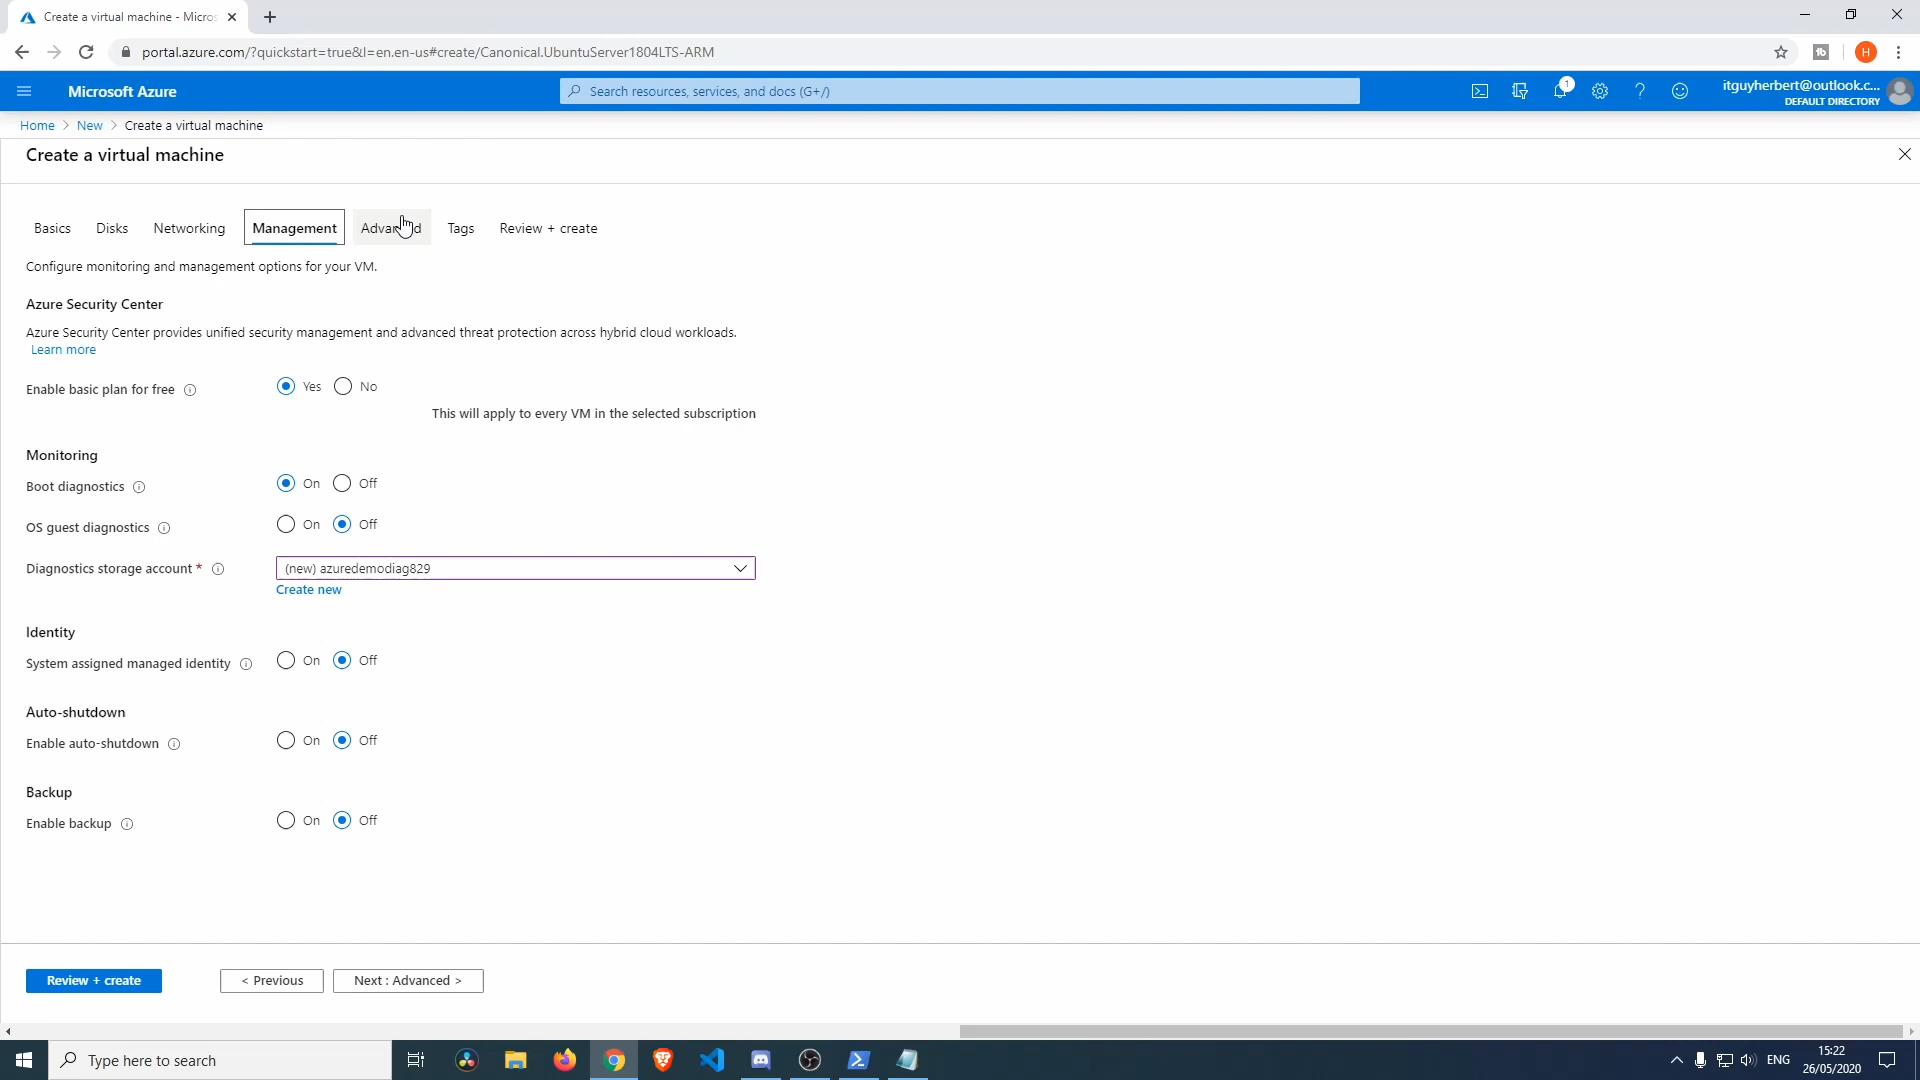 Create a virtual machine - Micros
portal.azure.com/?quickstart=true&l=en.en-us#create/Canonical.UbuntuServer1804LTS-ARM
H
Microsoft Azure
Search resources, services, and docs (G+/)
1
itguyherbert@outlook.c...
DEFAULT DIRECTORY
Home > New > Create a virtual machine
Create a virtual machine
Basics Disks Networking Management Advanced Tags Review + create
Configure monitoring and management options for your VM.
Azure Security Center
Azure Security Center provides unified security management and advanced threat protection across hybrid cloud workloads.
Learn more
Enable basic plan for free Yes No
This will apply to every VM in the selected subscription
Monitoring
Boot diagnostics On Off
OS guest diagnostics On Off
Diagnostics storage account * (new) azuredemodiag829
Create new
Identity
System assigned managed identity On Off
Auto-shutdown
Enable auto-shutdown On Off
Backup
Enable backup On Off
Review + create < Previous Next : Advanced >
Type here to search
ENG
15:22
26/05/2020